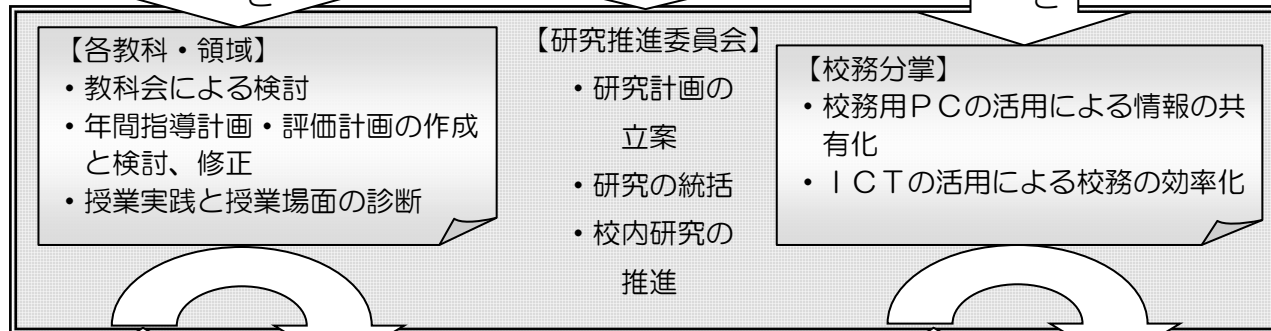 【各教科・領域】
・教科会による検討
・年間指導計画・評価計画の作成
と検討、修正
・授業実践と授業場面の診断
【研究推進委員会】
・研究計画の
立案
・研究の統括
・校内研究の
推進
【校務分掌】
・校務用ＰＣの活用による情報の共
有化
・ＩＣＴの活用による校務の効率化